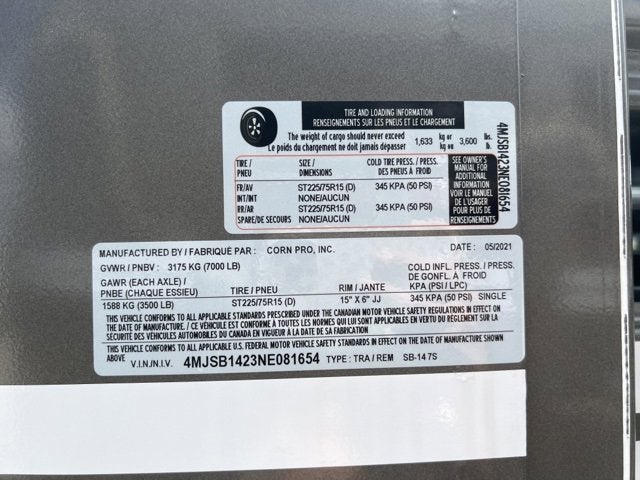 TIRE AND LOADING INFORMATION
RENSEIGNEMENTS SUR LES PNEUS ET LE CHARGEMENT
The weight of cargo should never exceed kg or lbs.
Le poids du chargement ne doit jamais dépasser 1,633 kg ou 3,600 lb.
TIRE / SIZE / COLD TIRE PRESS. / PRESS.
PNEU DIMENSIONS DES PNEUS À FROID
FR/AV ST225/75R15 (D) 345 KPA (50 PSI)
INT/INT NONE/AUCUN
RR/AR ST225/75R15 (D) 345 KPA (50 PSI)
SPARE/DE SECOURS NONE/AUCUN
SEE OWNER'S
MANUAL FOR
ADDITIONAL
INFORMATION
VOIR LE MANUEL
DE L'USAGER
POUR PLUS DE
RENSEIGNEMENTS
4MJSB1423NE081654
MANUFACTURED BY / FABRIQUÉ PAR : CORN PRO, INC. DATE : 05/2021
GVWR / PNBV : 3175 KG (7000 LB)
GAWR (EACH AXLE) / COLD INFL. PRESS. / PRESS.
PNBE (CHAQUE ESSIEU) TIRE / PNEU RIM / JANTE DE GONFL. À FROID
KPA (PSI / LPC)
1588 KG (3500 LB) ST225/75R15 (D) 15" X 6" JJ 345 KPA (50 PSI) SINGLE
THIS VEHICLE CONFORMS TO ALL APPLICABLE STANDARDS PRESCRIBED UNDER THE CANADIAN MOTOR VEHICLE SAFETY REGULATIONS IN EFFECT ON
THE DATE OF MANUFACTURE / CE VÉHICULE EST CONFORME À TOUTES LES NORMES QUI LUI SONT APPLICABLES EN VERTU DU RÈGLEMENT SUR LA
SÉCURITÉ DES VÉHICULES AUTOMOBILES DU CANADA EN VIGUEUR À LA DATE DE SA FABRICATION
THIS VEHICLE CONFORMS TO ALL APPLICABLE U.S. FEDERAL MOTOR VEHICLE SAFETY STANDARDS IN EFFECT ON THE DATE OF MANUFACTURE SHOWN
ABOVE
V.I.N./N.I.V. 4MJSB1423NE081654 TYPE : TRA / REM SB-14 7S